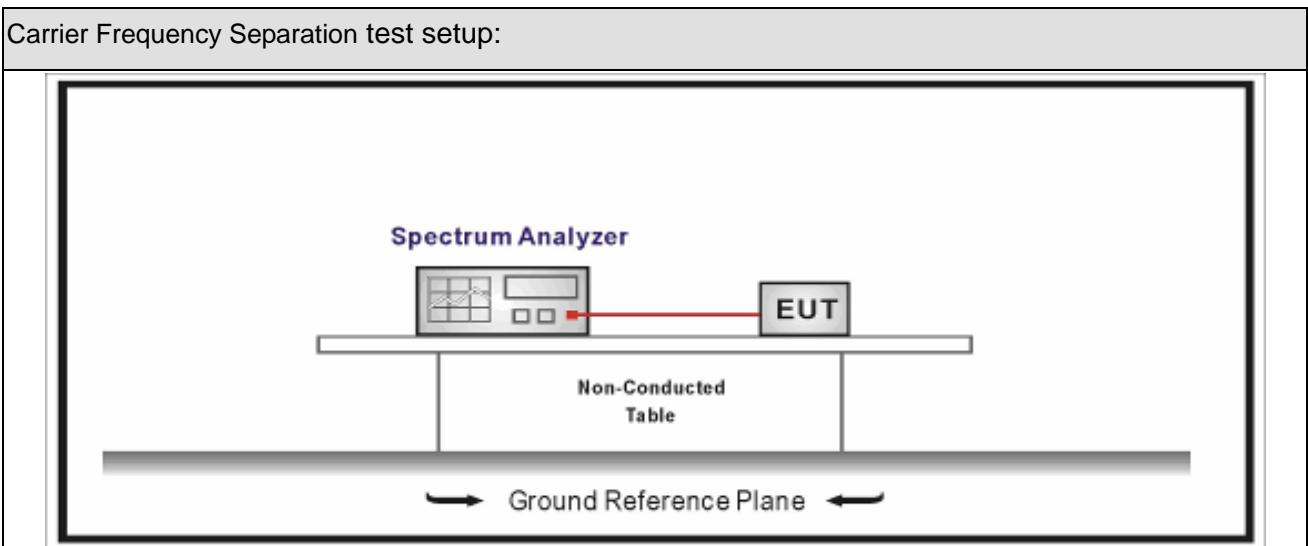 Carrier Frequency Separation test setup:
Spectrum Analyzer
EUT
Non-Conducted
Table
Ground Reference Plane